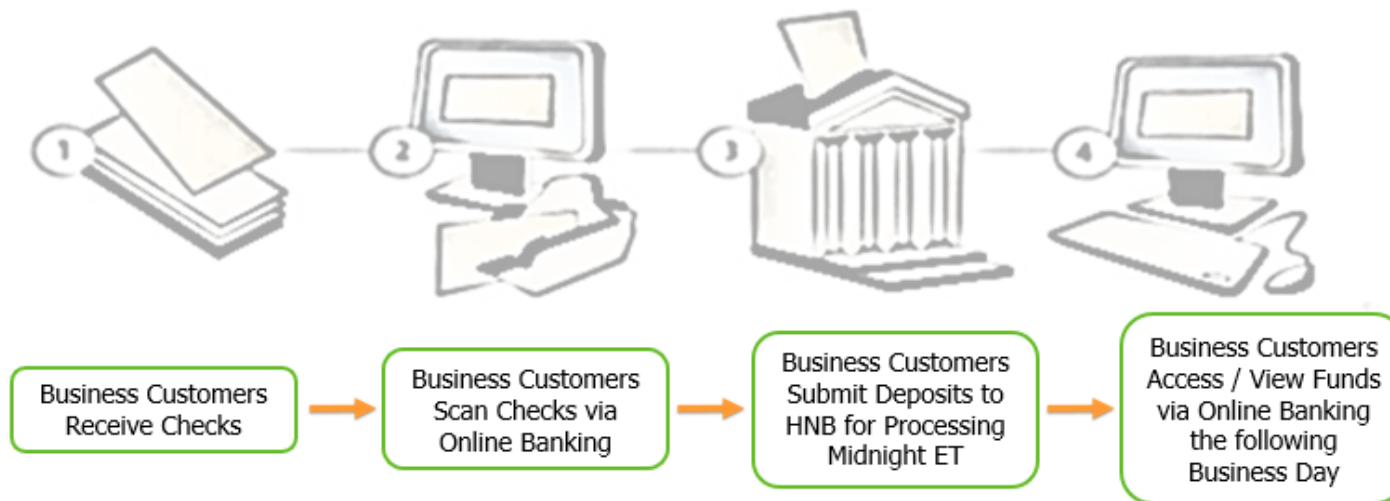 1
2
3
4
Business Customers
Receive Checks
Business Customers
Scan Checks via
Online Banking
Business Customers
Submit Deposits to
HNB for Processing
Midnight ET
Business Customers
Access / View Funds
via Online Banking
the following
Business Day